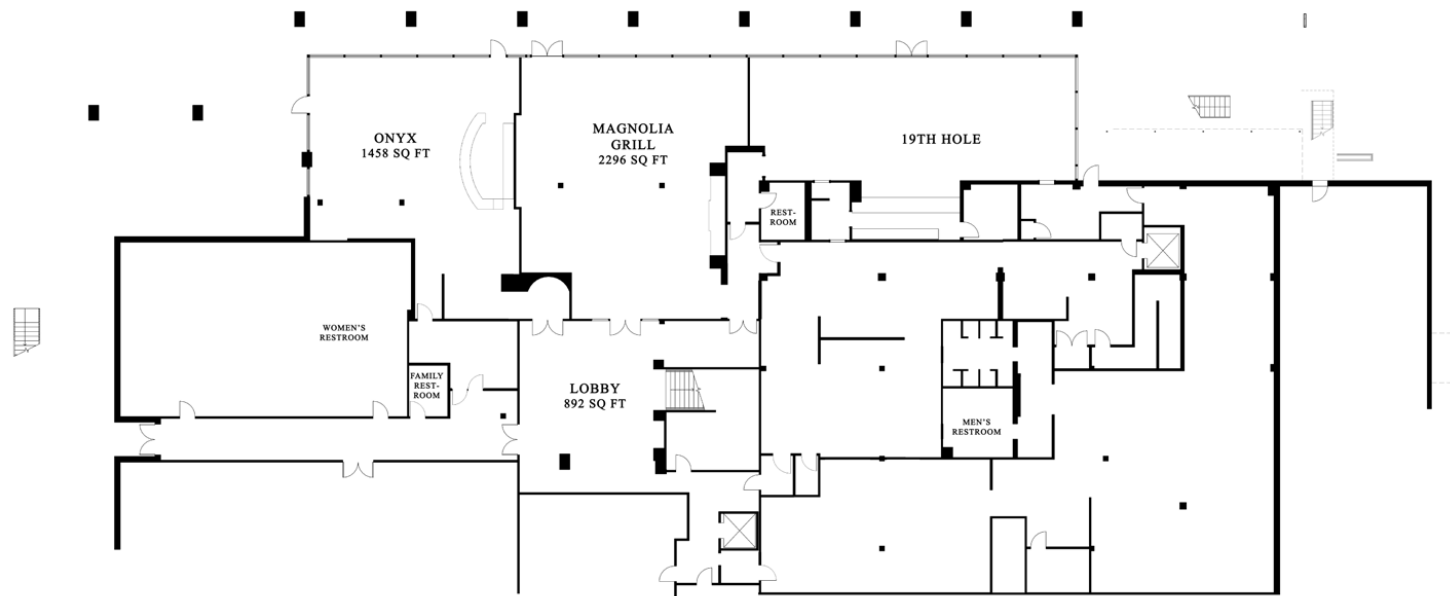 ONYX
1458 SQ FT
MAGNOLIA
GRILL
2296 SQ FT
19TH HOLE
REST-
ROOM
WOMEN'S
RESTROOM
FAMILY
REST-
ROOM
LOBBY
892 SQ FT
MEN'S
RESTROOM